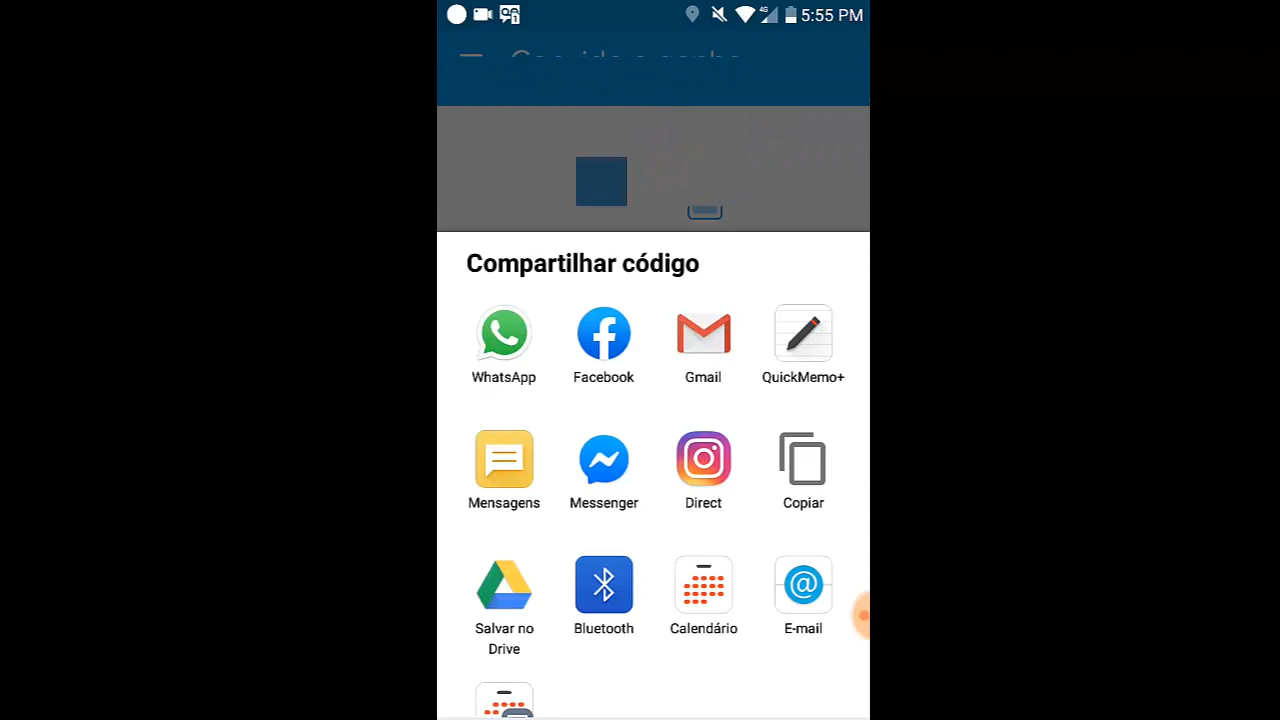 4G 5:55 PM
Compartilhar código
WhatsApp Facebook Gmail QuickMemo+
Mensagens Messenger Direct Copiar
Salvar no Drive Bluetooth Calendário E-mail